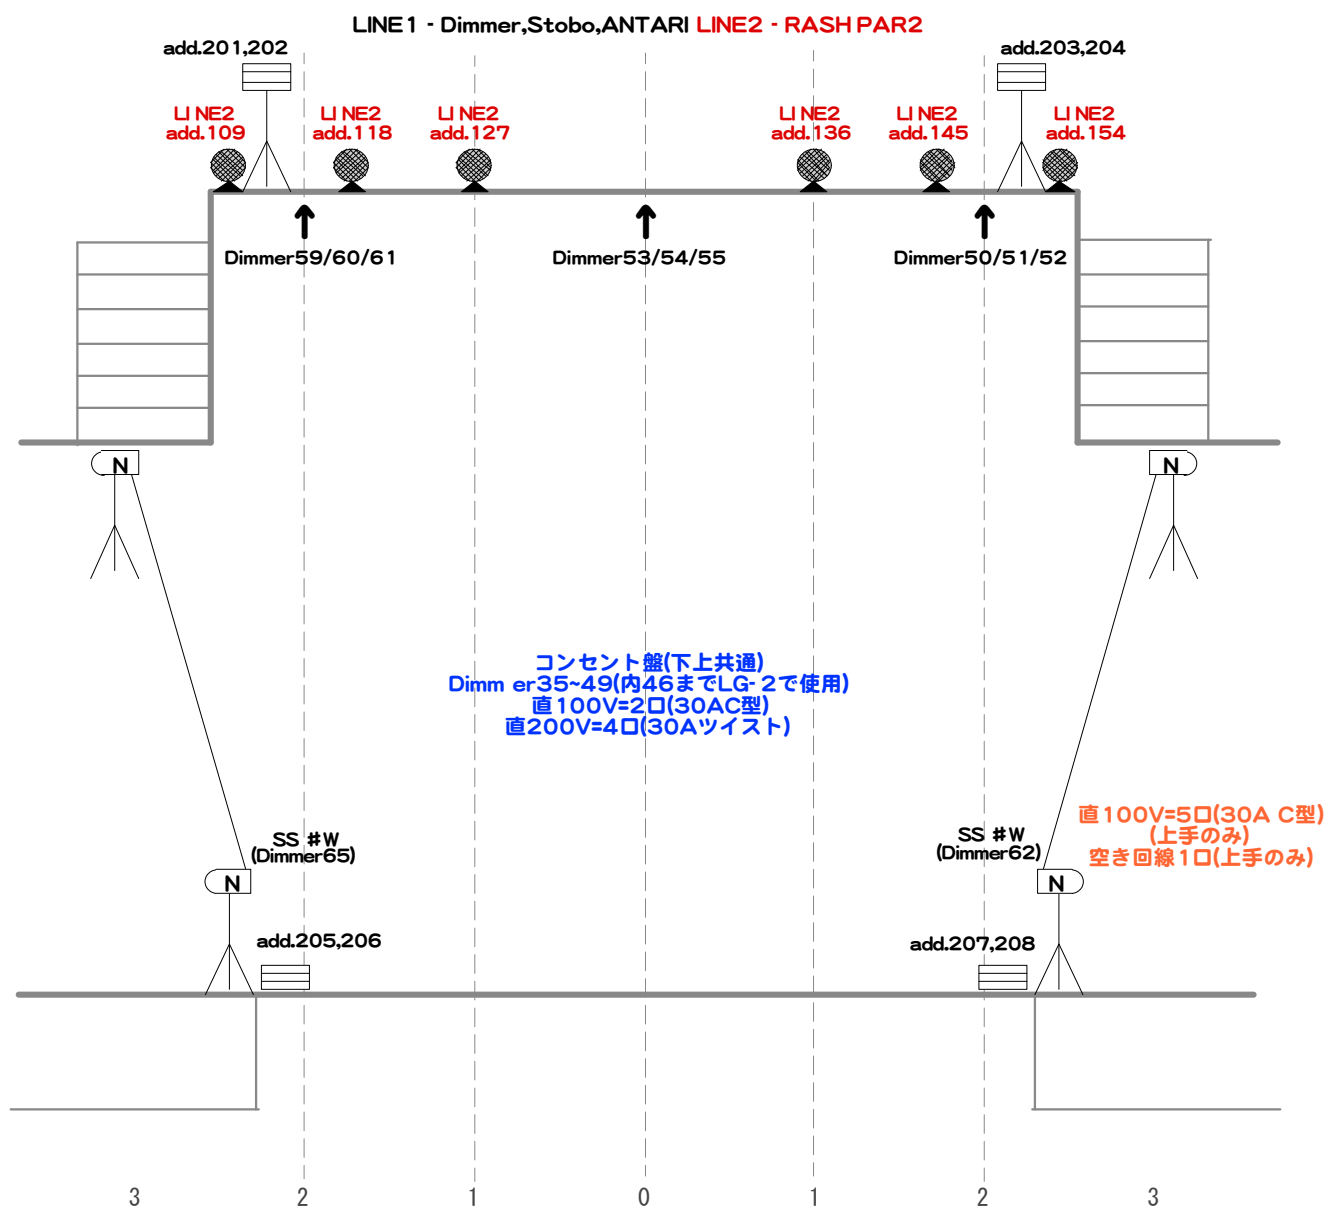 LINE1 - Dimmer,Stobo,ANTARI LINE2 - RASH PAR2
add.201,202
add.203,204
LINE2
add.109
LINE2
add.118
LINE2
add.127
LINE2
add.136
LINE2
add.145
LINE2
add.154
Dimmer59/60/61
Dimmer53/54/55
Dimmer50/51/52
N
N
コンセント盤(下上共通)
Dimmer35~49(内46までLG-2で使用)
直100V=2口(30AC型)
直200V=4口(30Aツイスト)
直100V=5口(30A C型)
(上手のみ)
空き回線1口(上手のみ)
SS #W
(Dimmer65)
SS #W
(Dimmer62)
N
N
add.205,206
add.207,208
3 2 1 0 1 2 3